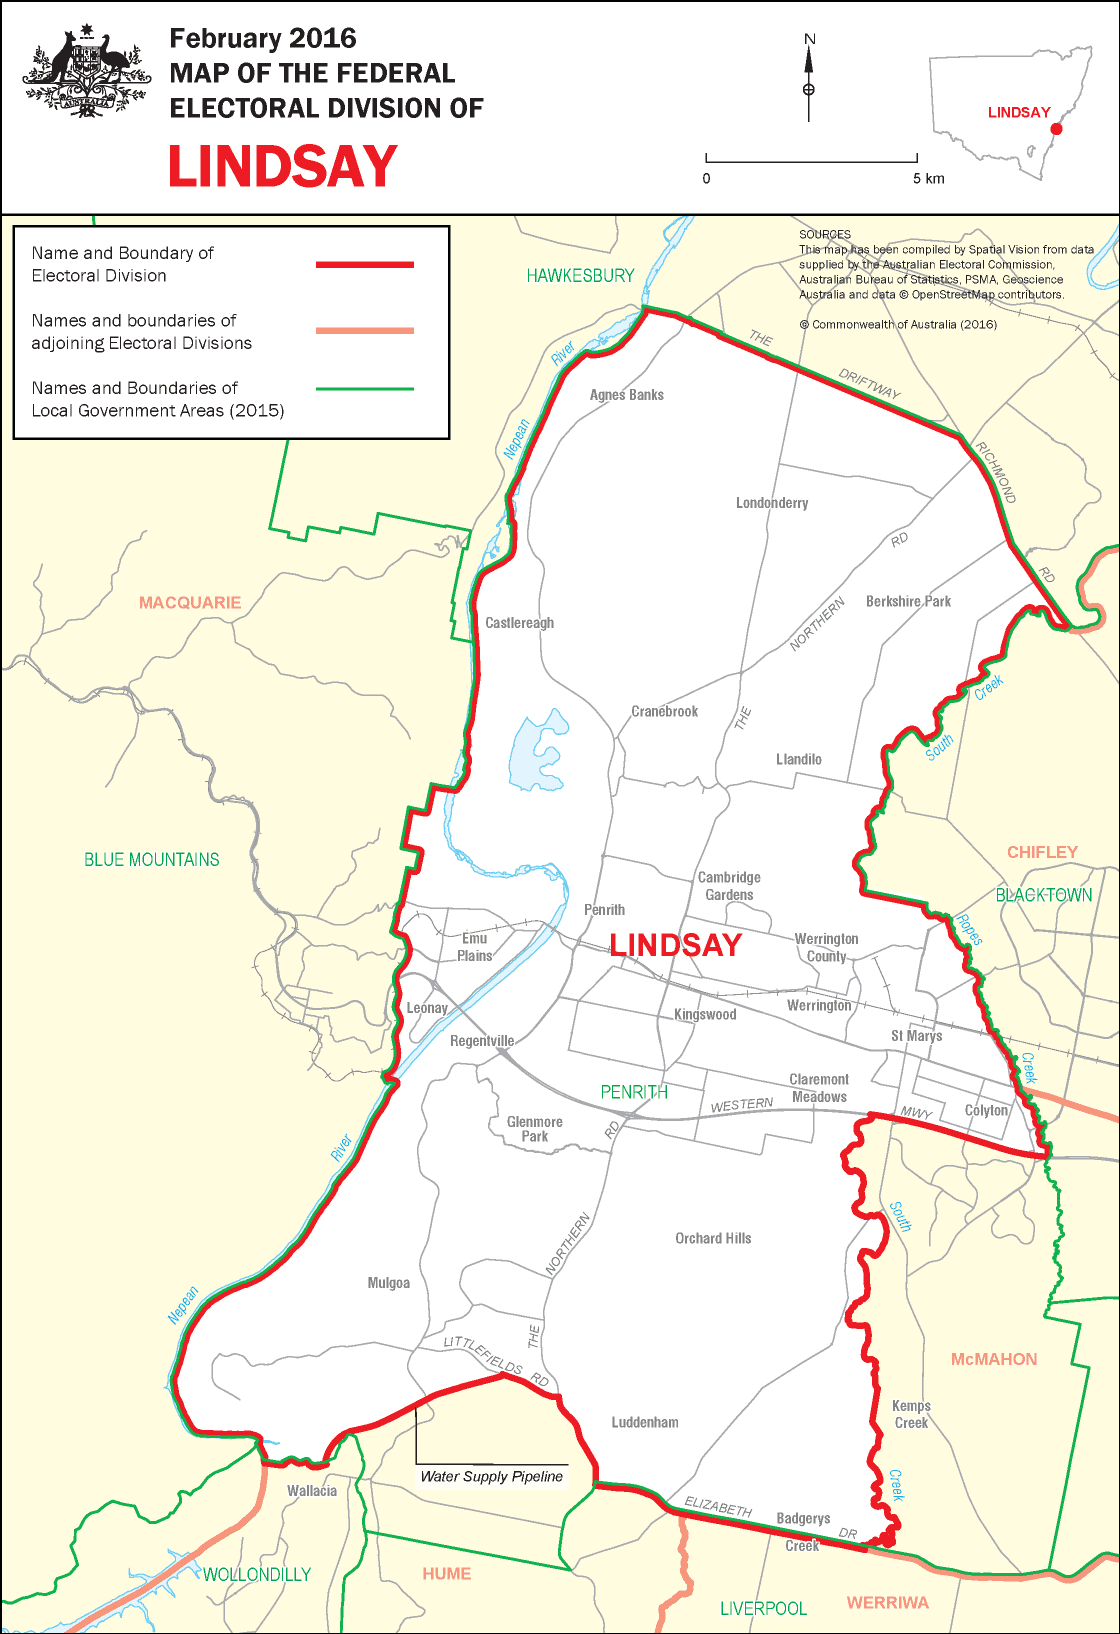 February 2016
MAP OF THE FEDERAL
ELECTORAL DIVISION OF
LINDSAY
AUSTRALIA
N
0
5 km
LINDSAY
Name and Boundary of
Electoral Division
Names and boundaries of
adjoining Electoral Divisions
Names and Boundaries of
Local Government Areas (2015)
SOURCES
This map has been compiled by Spatial Vision from data
supplied by the Australian Electoral Commission,
Australian Bureau of Statistics, PSMA, Geoscience
Australia and data © OpenStreetMap contributors.
© Commonwealth of Australia (2016)
HAWKESBURY
THE
DRIFTWAY
River
Agnes Banks
Nepean
RICHMOND
RD
Londonderry
RD
NORTHERN
THE
Berkshire Park
MACQUARIE
Castlereagh
South
Creek
Cranebrook
Llandilo
BLUE MOUNTAINS
CHIFLEY
BLACKTOWN
Cambridge
Gardens
Penrith
Ropes
Creek
LINDSAY
Emu
Plains
Werrington
County
Leonay
Werrington
Kingswood
St Marys
Regentville
PENRITH
Claremont
Meadows
WESTERN
MWY
Colyton
Glenmore
Park
RD
River
South
Orchard Hills
NORTHERN
Mulgoa
Nepean
THE
LITTLEFIELDS RD
McMAHON
Kemps
Creek
Luddenham
Water Supply Pipeline
Creek
Wallacia
ELIZABETH
DR
Badgerys
Creek
WOLLONDILLY
HUME
LIVERPOOL
WERRIWA